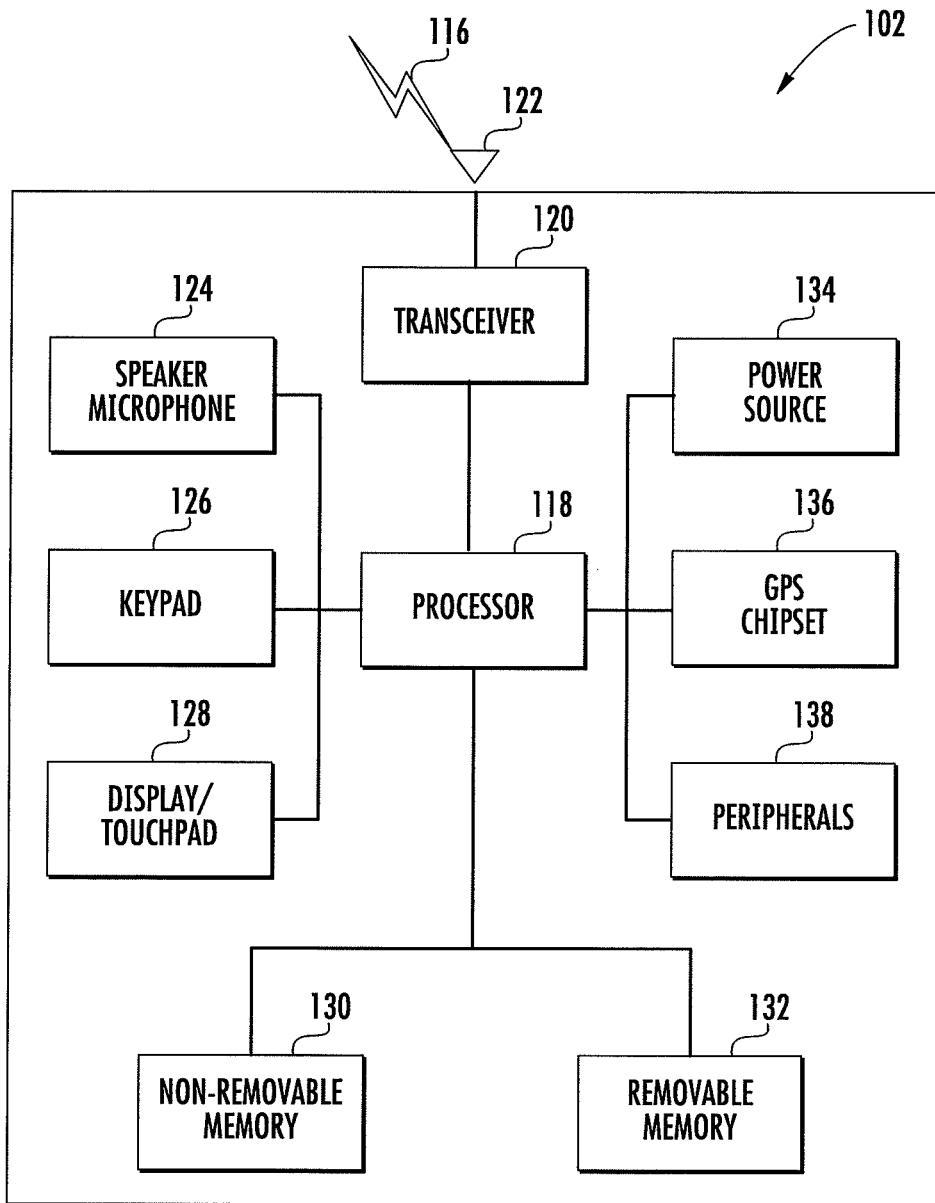 116
102
122
120
TRANSCEIVER
124
SPEAKER
MICROPHONE
134
POWER
SOURCE
126
KEYPAD
118
PROCESSOR
136
GPS
CHIPSET
128
DISPLAY/
TOUCHPAD
138
PERIPHERALS
130
NON-REMOVABLE
MEMORY
132
REMOVABLE
MEMORY